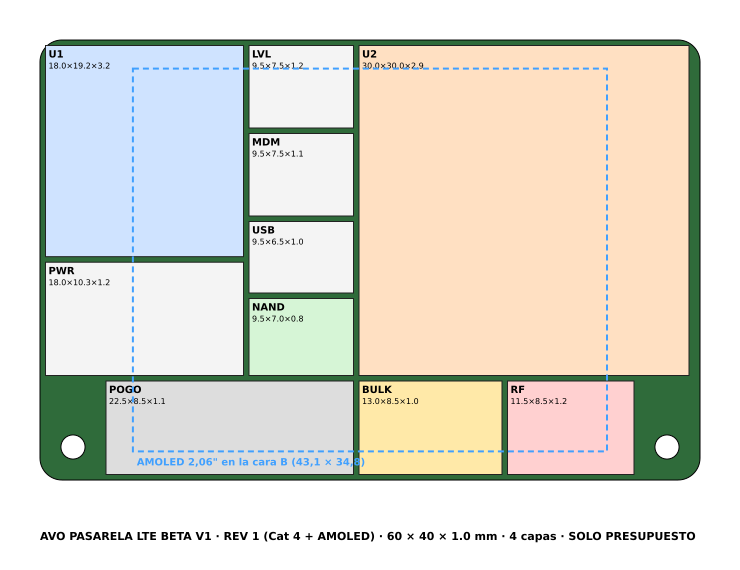 U1
18.0×19.2×3.2
LVL
9.5×7.5×1.2
U2
30.0×30.0×2.9
MDM
9.5×7.5×1.1
USB
9.5×6.5×1.0
PWR
18.0×10.3×1.2
NAND
9.5×7.0×0.8
POGO
22.5×8.5×1.1
BULK
13.0×8.5×1.0
RF
11.5×8.5×1.2
AMOLED 2,06" en la cara B (43,1 × 34,8)
AVO PASARELA LTE BETA V1 · REV 1 (Cat 4 + AMOLED) · 60 × 40 × 1.0 mm · 4 capas · SOLO PRESUPUESTO